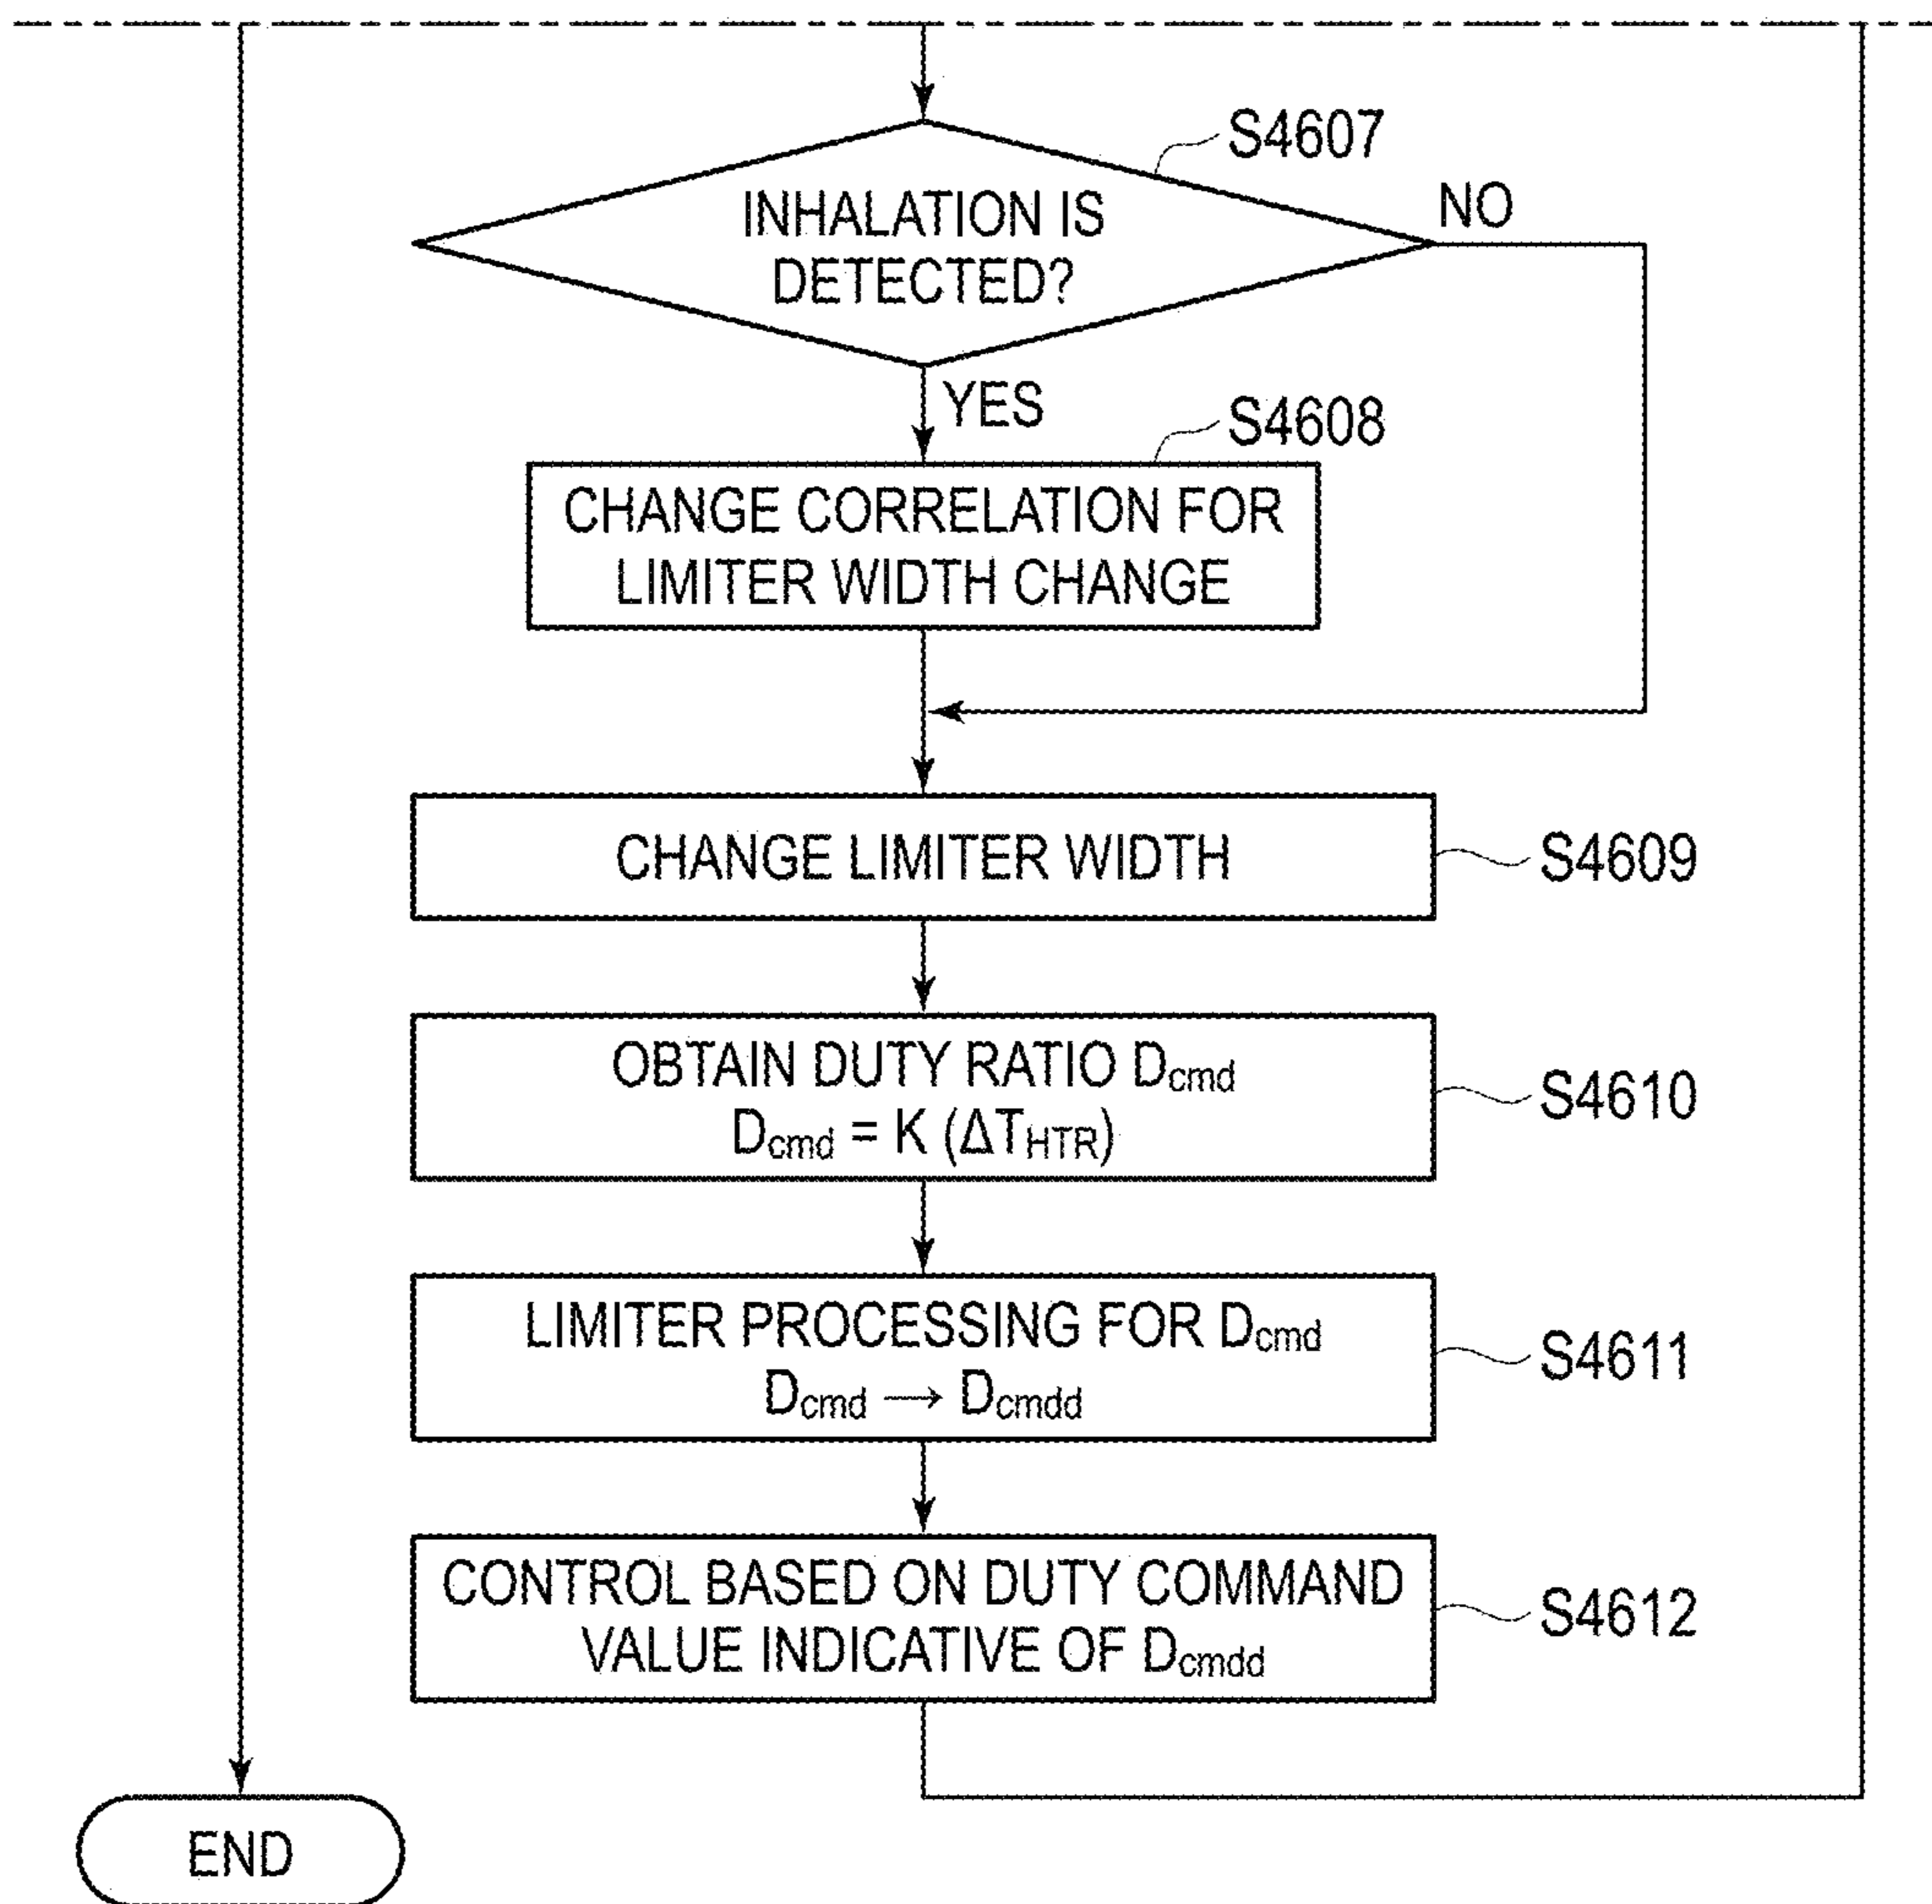 S4607
INHALATION IS
DETECTED?
NO
YES
S4608
CHANGE CORRELATION FOR
LIMITER WIDTH CHANGE
CHANGE LIMITER WIDTH
S4609
OBTAIN DUTY RATIO Dcmd
Dcmd = K (ΔTHTR)
S4610
LIMITER PROCESSING FOR Dcmd
Dcmd → Dcmdd
S4611
CONTROL BASED ON DUTY COMMAND
VALUE INDICATIVE OF Dcmdd
S4612
END